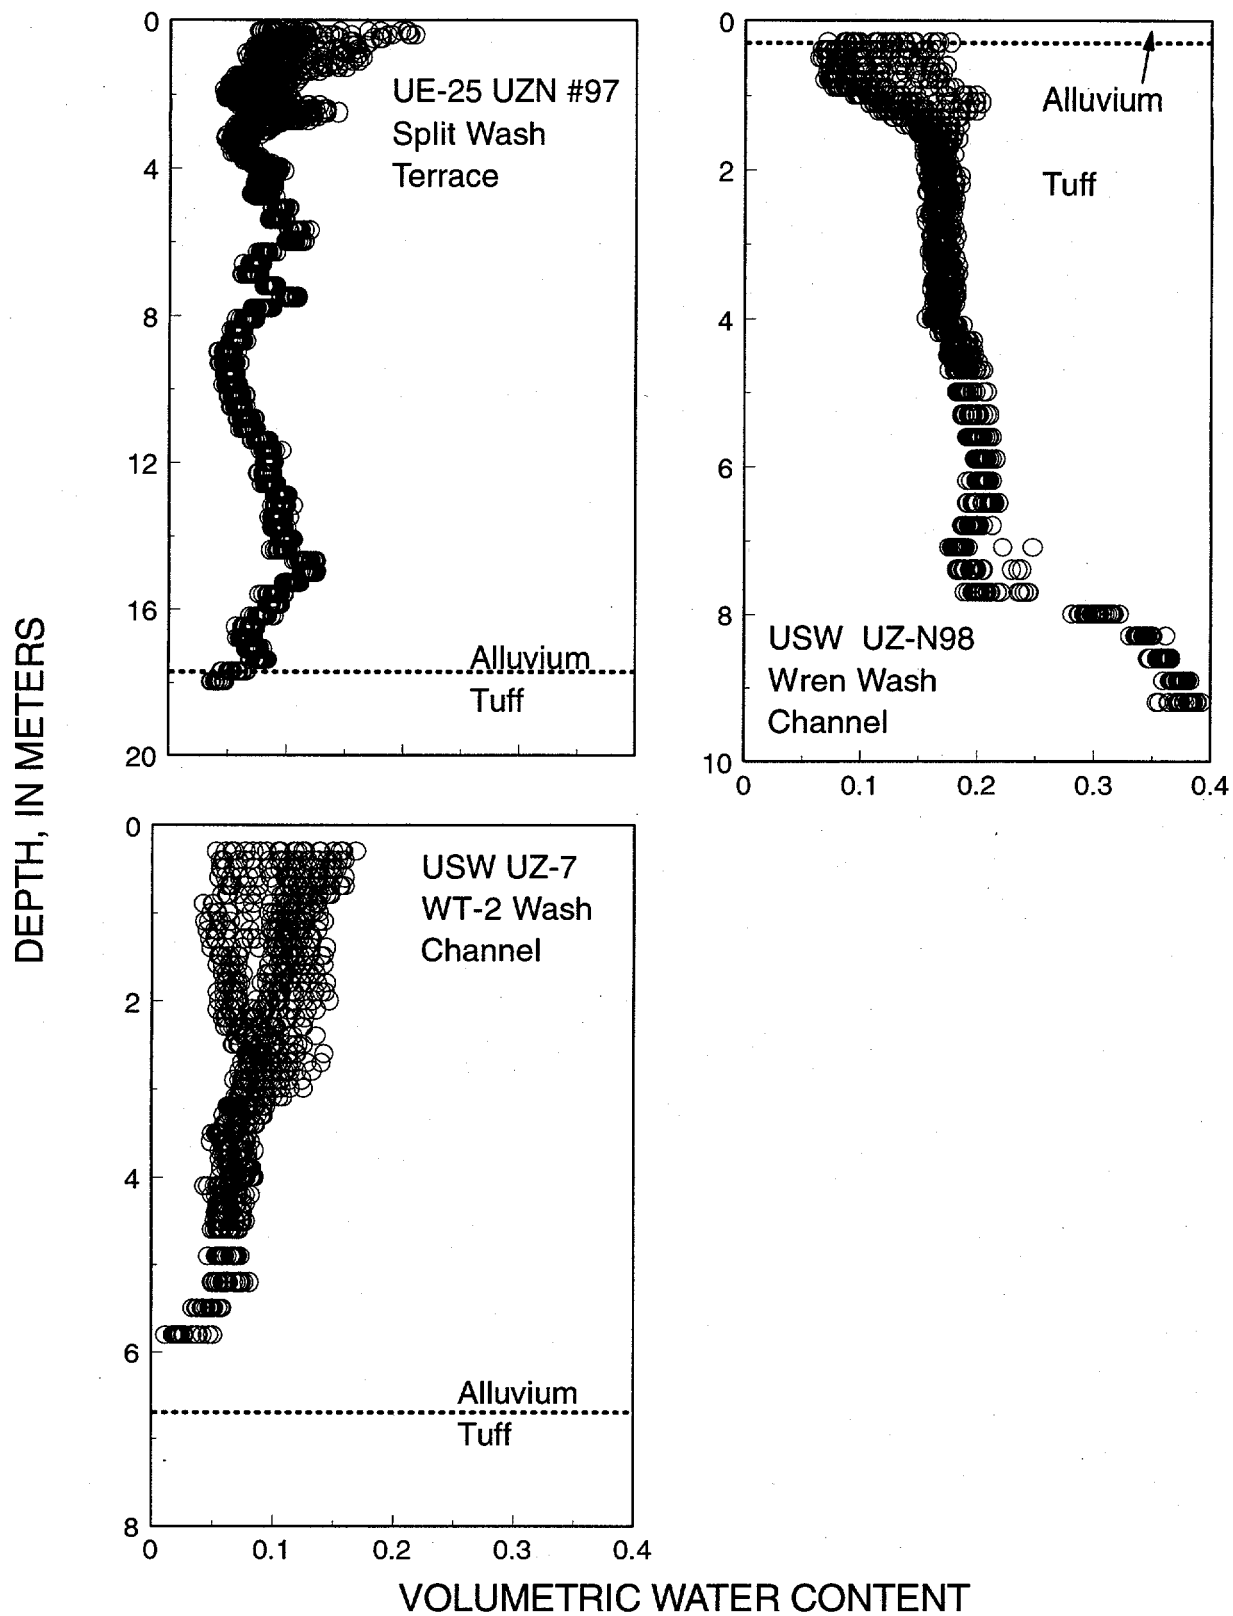 0
4
8
12
16
20
UE-25 UZN #97
Split Wash
Terrace
Alluvium
Tuff
0
2
4
6
8
10
0
0.1
0.2
0.3
0.4
Alluvium
Tuff
USW UZ-N98
Wren Wash
Channel
DEPTH, IN METERS
0
2
4
6
8
0
0.1
0.2
0.3
0.4
USW UZ-7
WT-2 Wash
Channel
Alluvium
Tuff
VOLUMETRIC WATER CONTENT